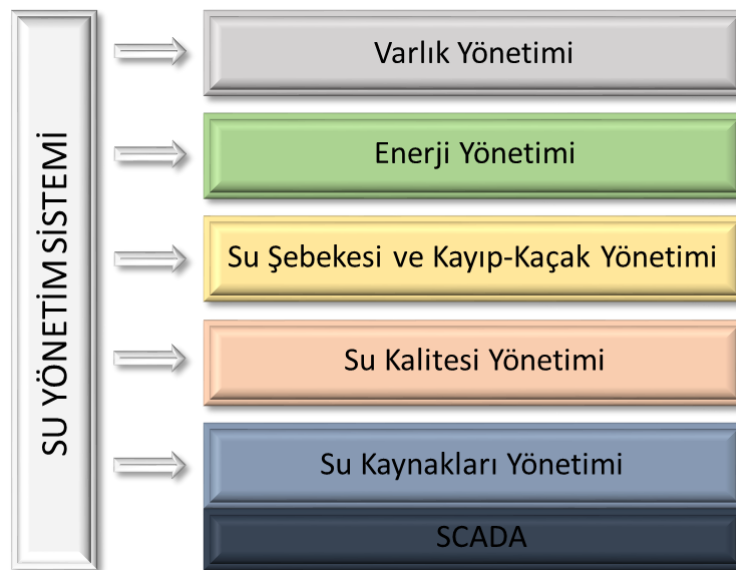 SU YÖNETİM SİSTEMİ
Varlık Yönetimi
Enerji Yönetimi
Su Şebekesi ve Kayıp-Kaçak Yönetimi
Su Kalitesi Yönetimi
Su Kaynakları Yönetimi
SCADA